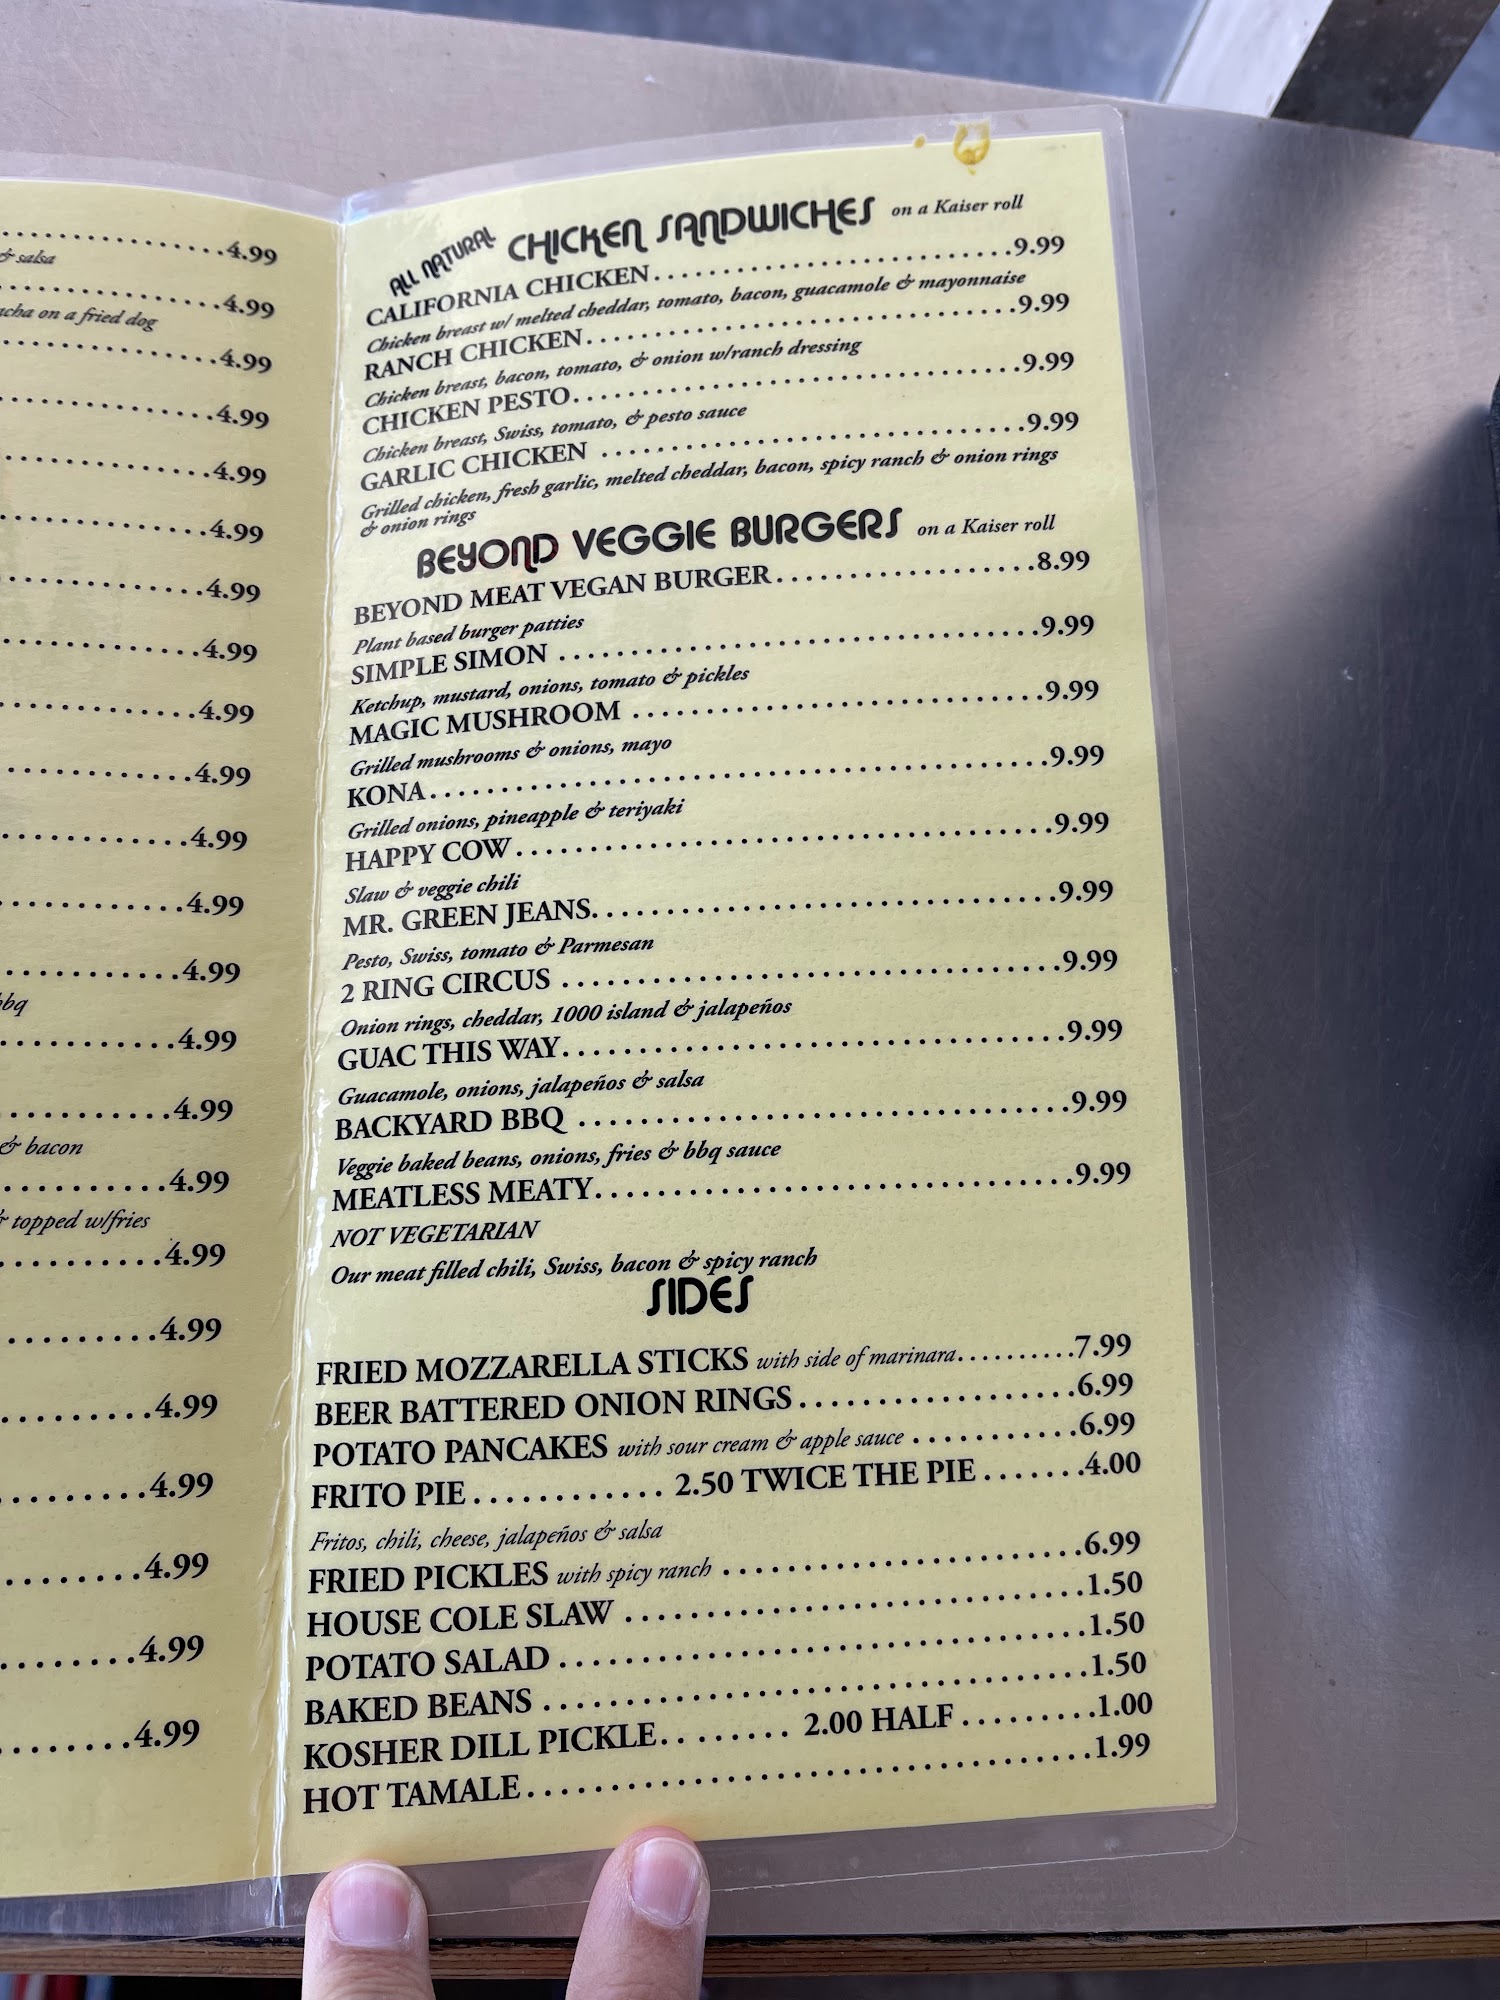 .....4.99
& salsa
.....4.99
acha on a fried dog
.....4.99
.....4.99
.....4.99
.....4.99
.....4.99
.....4.99
.....4.99
.....4.99
.....4.99
.....4.99
.....4.99
bbq
.....4.99
.....4.99
& bacon
.....4.99
& topped w/fries
.....4.99
.....4.99
.....4.99
.....4.99
.....4.99
.....4.99
.....4.99
ALL NATURAL CHICKEN SANDWICHES on a Kaiser roll
CALIFORNIA CHICKEN.....9.99
Chicken breast w/ melted cheddar, tomato, bacon, guacamole & mayonnaise
RANCH CHICKEN.....9.99
Chicken breast, bacon, tomato, & onion w/ranch dressing
CHICKEN PESTO.....9.99
Chicken breast, Swiss, tomato, & pesto sauce
GARLIC CHICKEN .....9.99
Grilled chicken, fresh garlic, melted cheddar, bacon, spicy ranch & onion rings
& onion rings
BEYOND VEGGIE BURGERS on a Kaiser roll
BEYOND MEAT VEGAN BURGER.....8.99
Plant based burger patties
SIMPLE SIMON .....9.99
Ketchup, mustard, onions, tomato & pickles
MAGIC MUSHROOM .....9.99
Grilled mushrooms & onions, mayo
KONA.....9.99
Grilled onions, pineapple & teriyaki
HAPPY COW.....9.99
Slaw & veggie chili
MR. GREEN JEANS.....9.99
Pesto, Swiss, tomato & Parmesan
2 RING CIRCUS .....9.99
Onion rings, cheddar, 1000 island & jalapeños
GUAC THIS WAY.....9.99
Guacamole, onions, jalapeños & salsa
BACKYARD BBQ .....9.99
Veggie baked beans, onions, fries & bbq sauce
MEATLESS MEATY.....9.99
NOT VEGETARIAN
Our meat filled chili, Swiss, bacon & spicy ranch
SIDES
FRIED MOZZARELLA STICKS with side of marinara.....7.99
BEER BATTERED ONION RINGS.....6.99
POTATO PANCAKES with sour cream & apple sauce .....6.99
FRITO PIE..... 2.50 TWICE THE PIE.....4.00
Fritos, chili, cheese, jalapeños & salsa
FRIED PICKLES with spicy ranch .....6.99
HOUSE COLE SLAW .....1.50
POTATO SALAD .....1.50
BAKED BEANS .....1.50
KOSHER DILL PICKLE..... 2.00 HALF.....1.00
HOT TAMALE.....1.99